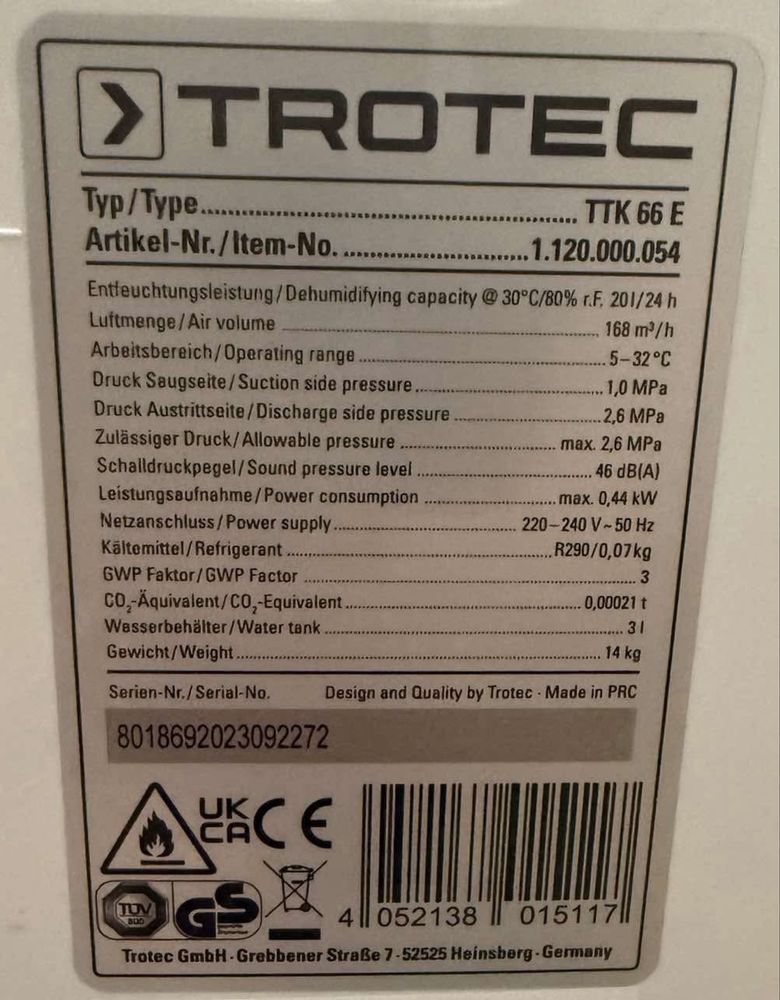 TROTEC
Typ/Type........ TTK 66 E
Artikel-Nr./Item-No. ........1.120.000.054
Entfeuchtungsleistung/Dehumidifying capacity @ 30°C/80% r.F. 20l/24 h
Luftmenge/Air volume ........ 168 m³/h
Arbeitsbereich/Operating range ........ 5–32°C
Druck Saugseite/Suction side pressure ........ 1,0 MPa
Druck Austrittseite/Discharge side pressure ........ 2,6 MPa
Zulässiger Druck/Allowable pressure ........ max. 2,6 MPa
Schalldruckpegel/Sound pressure level ........ 46 dB(A)
Leistungsaufnahme/Power consumption ........ max. 0,44 kW
Netzanschluss/Power supply ........ 220–240 V ~ 50 Hz
Kältemittel/Refrigerant ........ R290/0,07kg
GWP Faktor/GWP Factor ........ 3
CO₂-Äquivalent/CO₂-Equivalent ........ 0,00021 t
Wasserbehälter/Water tank ........ 3 l
Gewicht/Weight ........ 14 kg
Serien-Nr./Serial-No. Design and Quality by Trotec · Made in PRC
8018692023092272
UK CA CE
TÜV SÜD GS
4 052138 015117
Trotec GmbH · Grebbener Straße 7 · 52525 Heinsberg · Germany